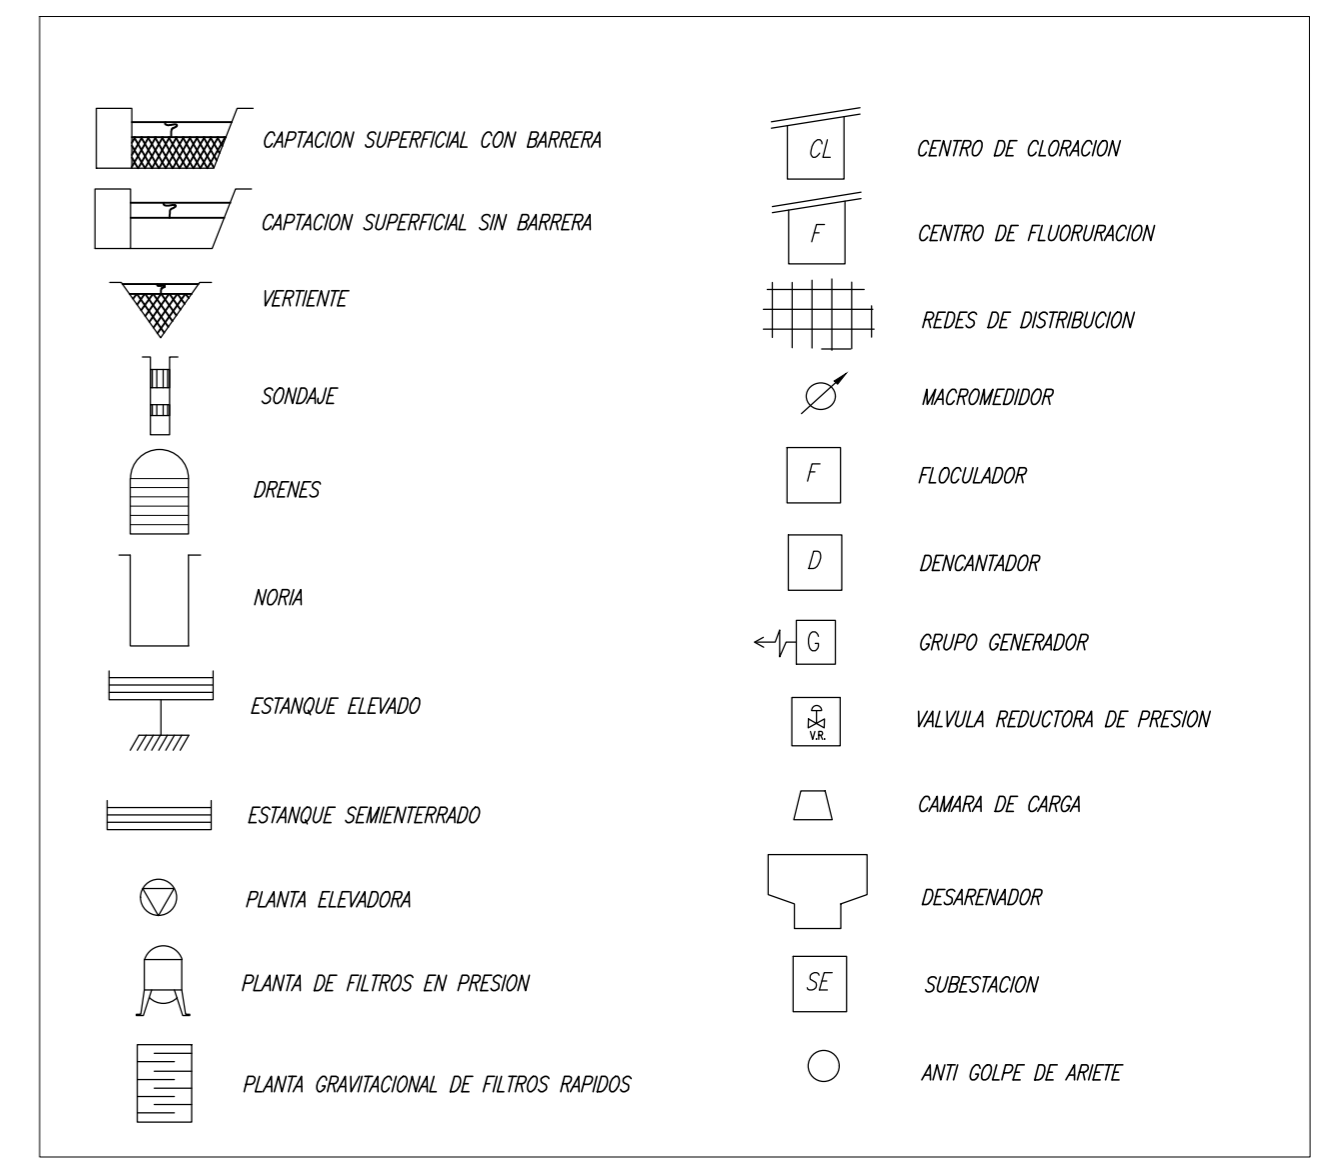 CAPTACION SUPERFICIAL CON BARRERA
CAPTACION SUPERFICIAL SIN BARRERA
VERTIENTE
SONDAJE
DRENES
NORIA
ESTANQUE ELEVADO
ESTANQUE SEMIENTERRADO
PLANTA ELEVADORA
PLANTA DE FILTROS EN PRESION
PLANTA GRAVITACIONAL DE FILTROS RAPIDOS
CL CENTRO DE CLORACION
F CENTRO DE FLUORURACION
REDES DE DISTRIBUCION
MACROMEDIDOR
F FLOCULADOR
D DENCANTADOR
G GRUPO GENERADOR
V.R. VALVULA REDUCTORA DE PRESION
CAMARA DE CARGA
DESARENADOR
SE SUBESTACION
ANTI GOLPE DE ARIETE